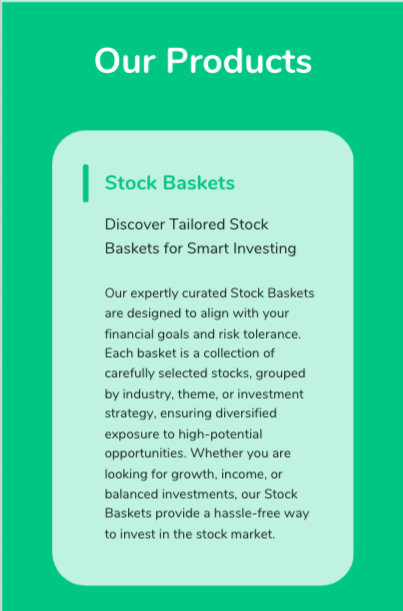 Our Products
Stock Baskets
Discover Tailored Stock
Baskets for Smart Investing
Our expertly curated Stock Baskets
are designed to align with your
financial goals and risk tolerance.
Each basket is a collection of
carefully selected stocks, grouped
by industry, theme, or investment
strategy, ensuring diversified
exposure to high-potential
opportunities. Whether you are
looking for growth, income, or
balanced investments, our Stock
Baskets provide a hassle-free way
to invest in the stock market.